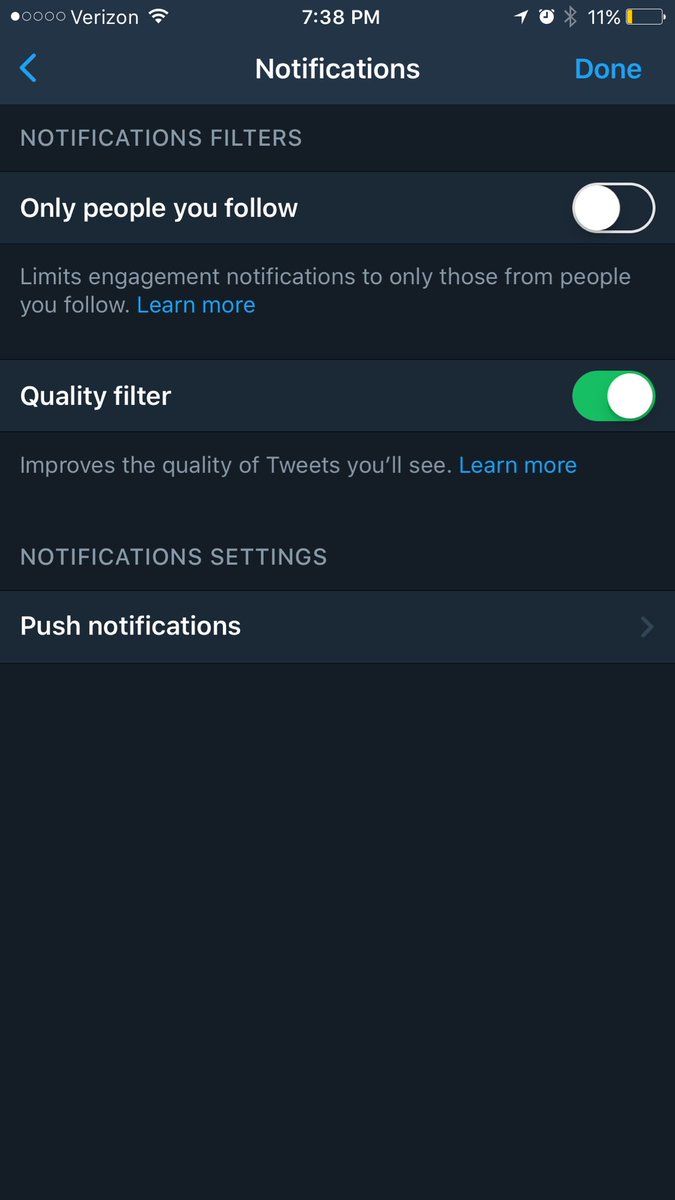 Verizon 7:38 PM 11%
Notifications Done
NOTIFICATIONS FILTERS
Only people you follow
Limits engagement notifications to only those from people
you follow. Learn more
Quality filter
Improves the quality of Tweets you’ll see. Learn more
NOTIFICATIONS SETTINGS
Push notifications